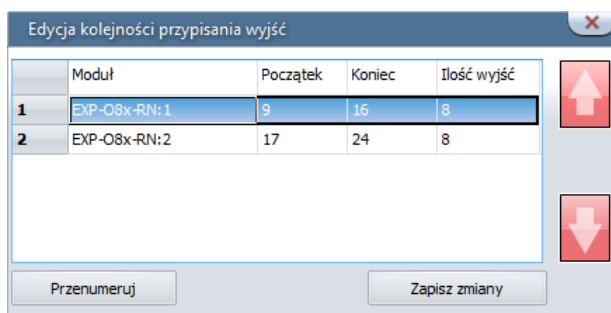 Edycja kolejności przypisania wyjść
Moduł Początek Koniec Ilość wyjść
1 EXP-O8x-RN:1 9 16 8
2 EXP-O8x-RN:2 17 24 8
Przenumeruj Zapisz zmiany